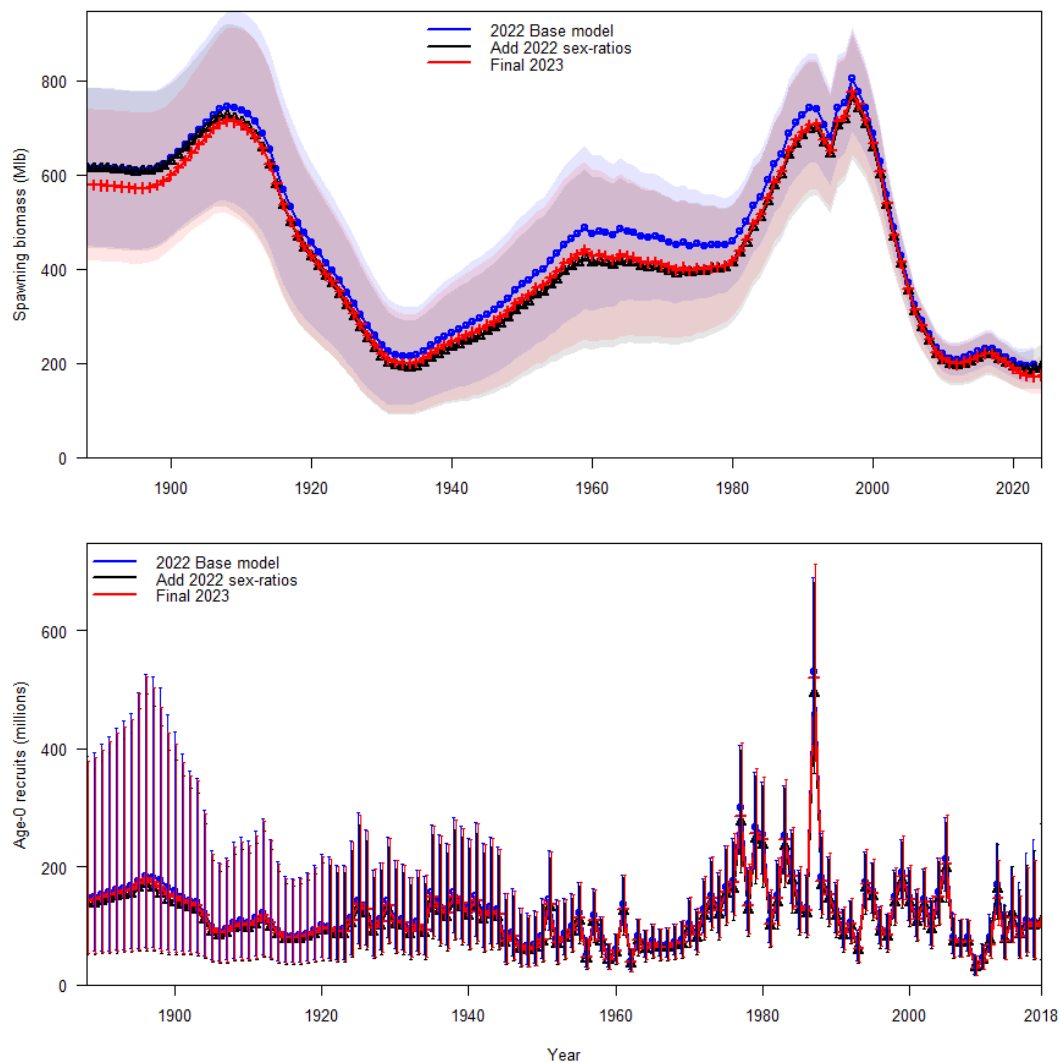 2022 Base model
Add 2022 sex-ratios
Final 2023
Spawning biomass (Mlb)
800
600
400
200
0
1900 1920 1940 1960 1980 2000 2020
2022 Base model
Add 2022 sex-ratios
Final 2023
Age-0 recruits (millions)
600
400
200
0
1900 1920 1940 1960 1980 2000 2018
Year